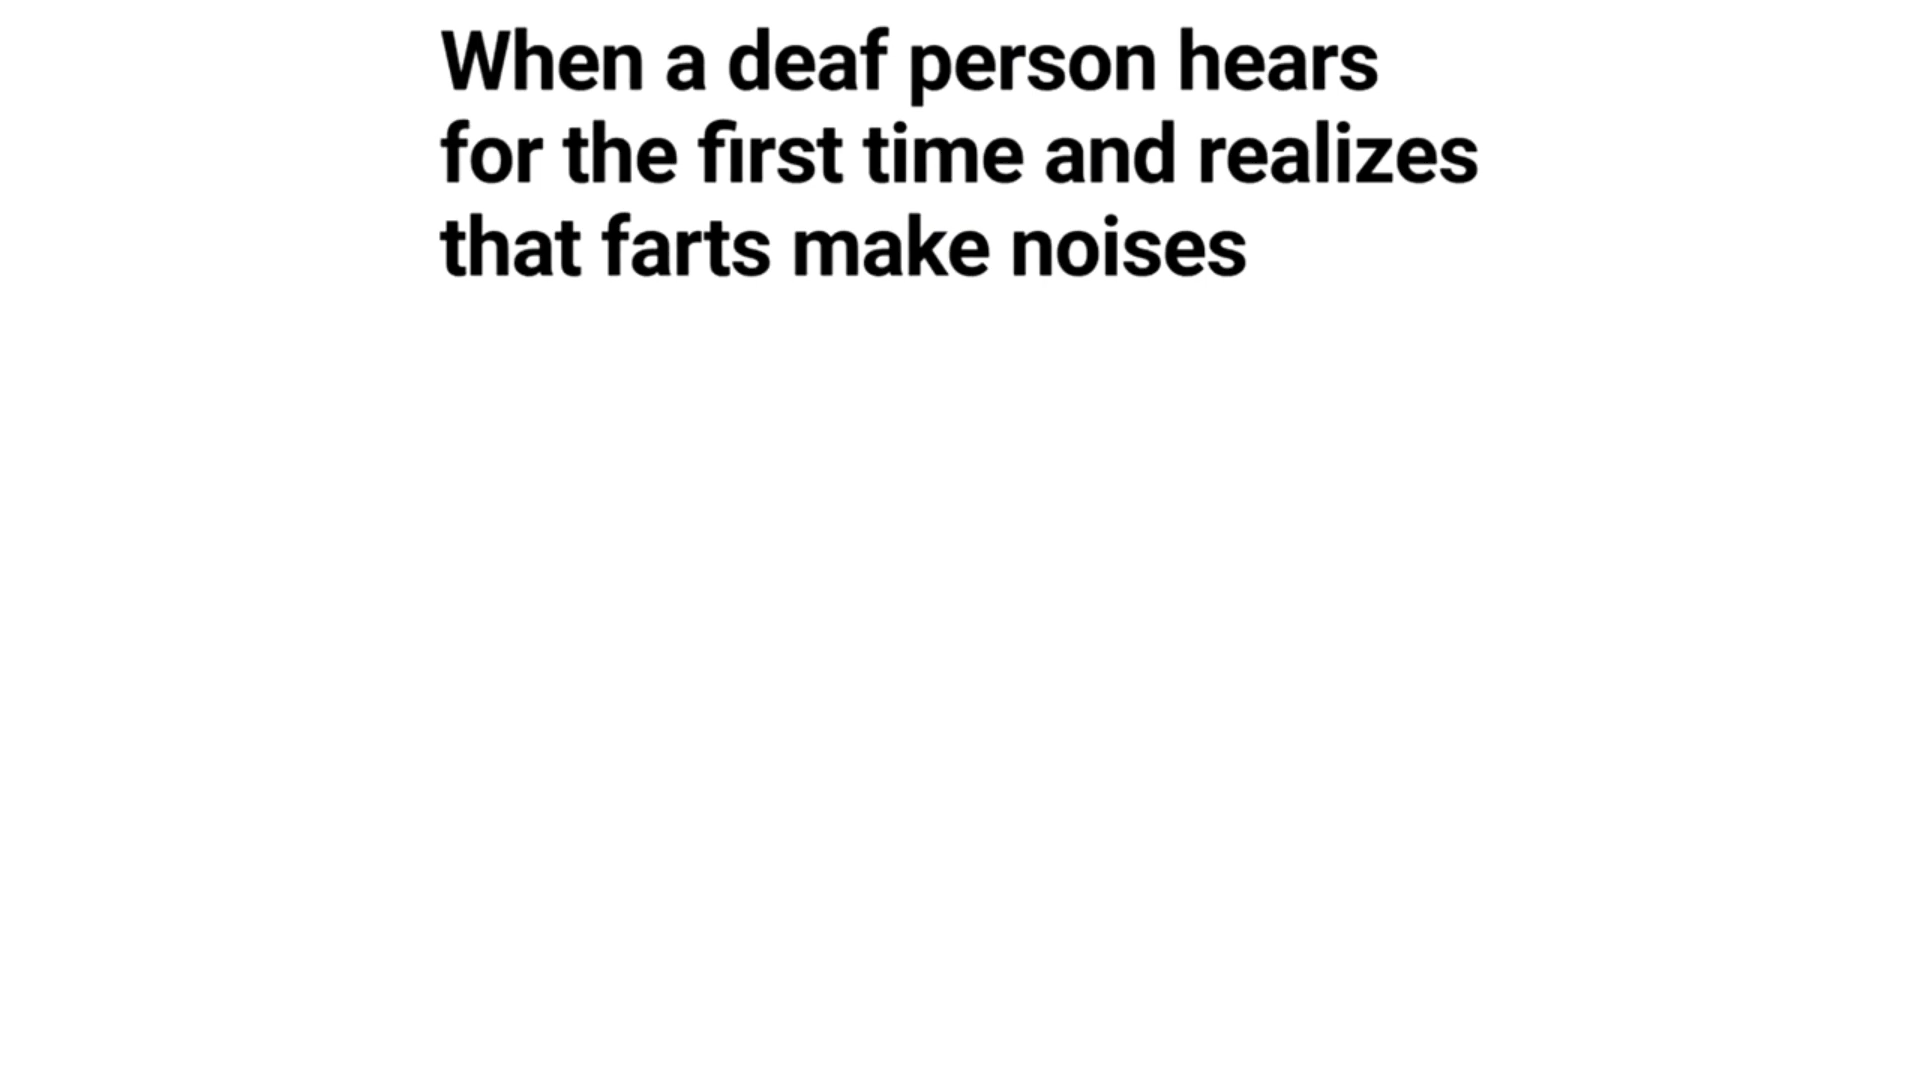 When a deaf person hears
for the first time and realizes
that farts make noises